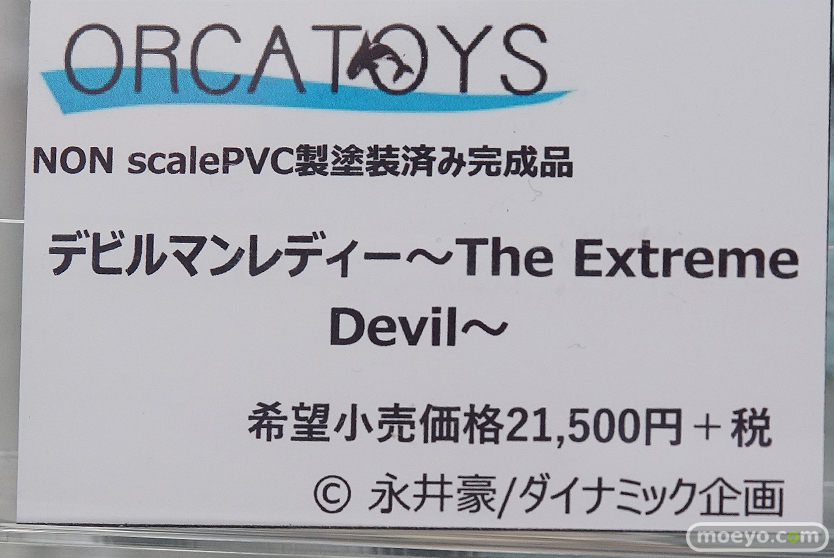 ORCATOYS
NON scalePVC製塗装済み完成品
デビルマンレディー～The Extreme
Devil～
希望小売価格21,500円＋税
© 永井豪/ダイナミック企画
moeyo.com